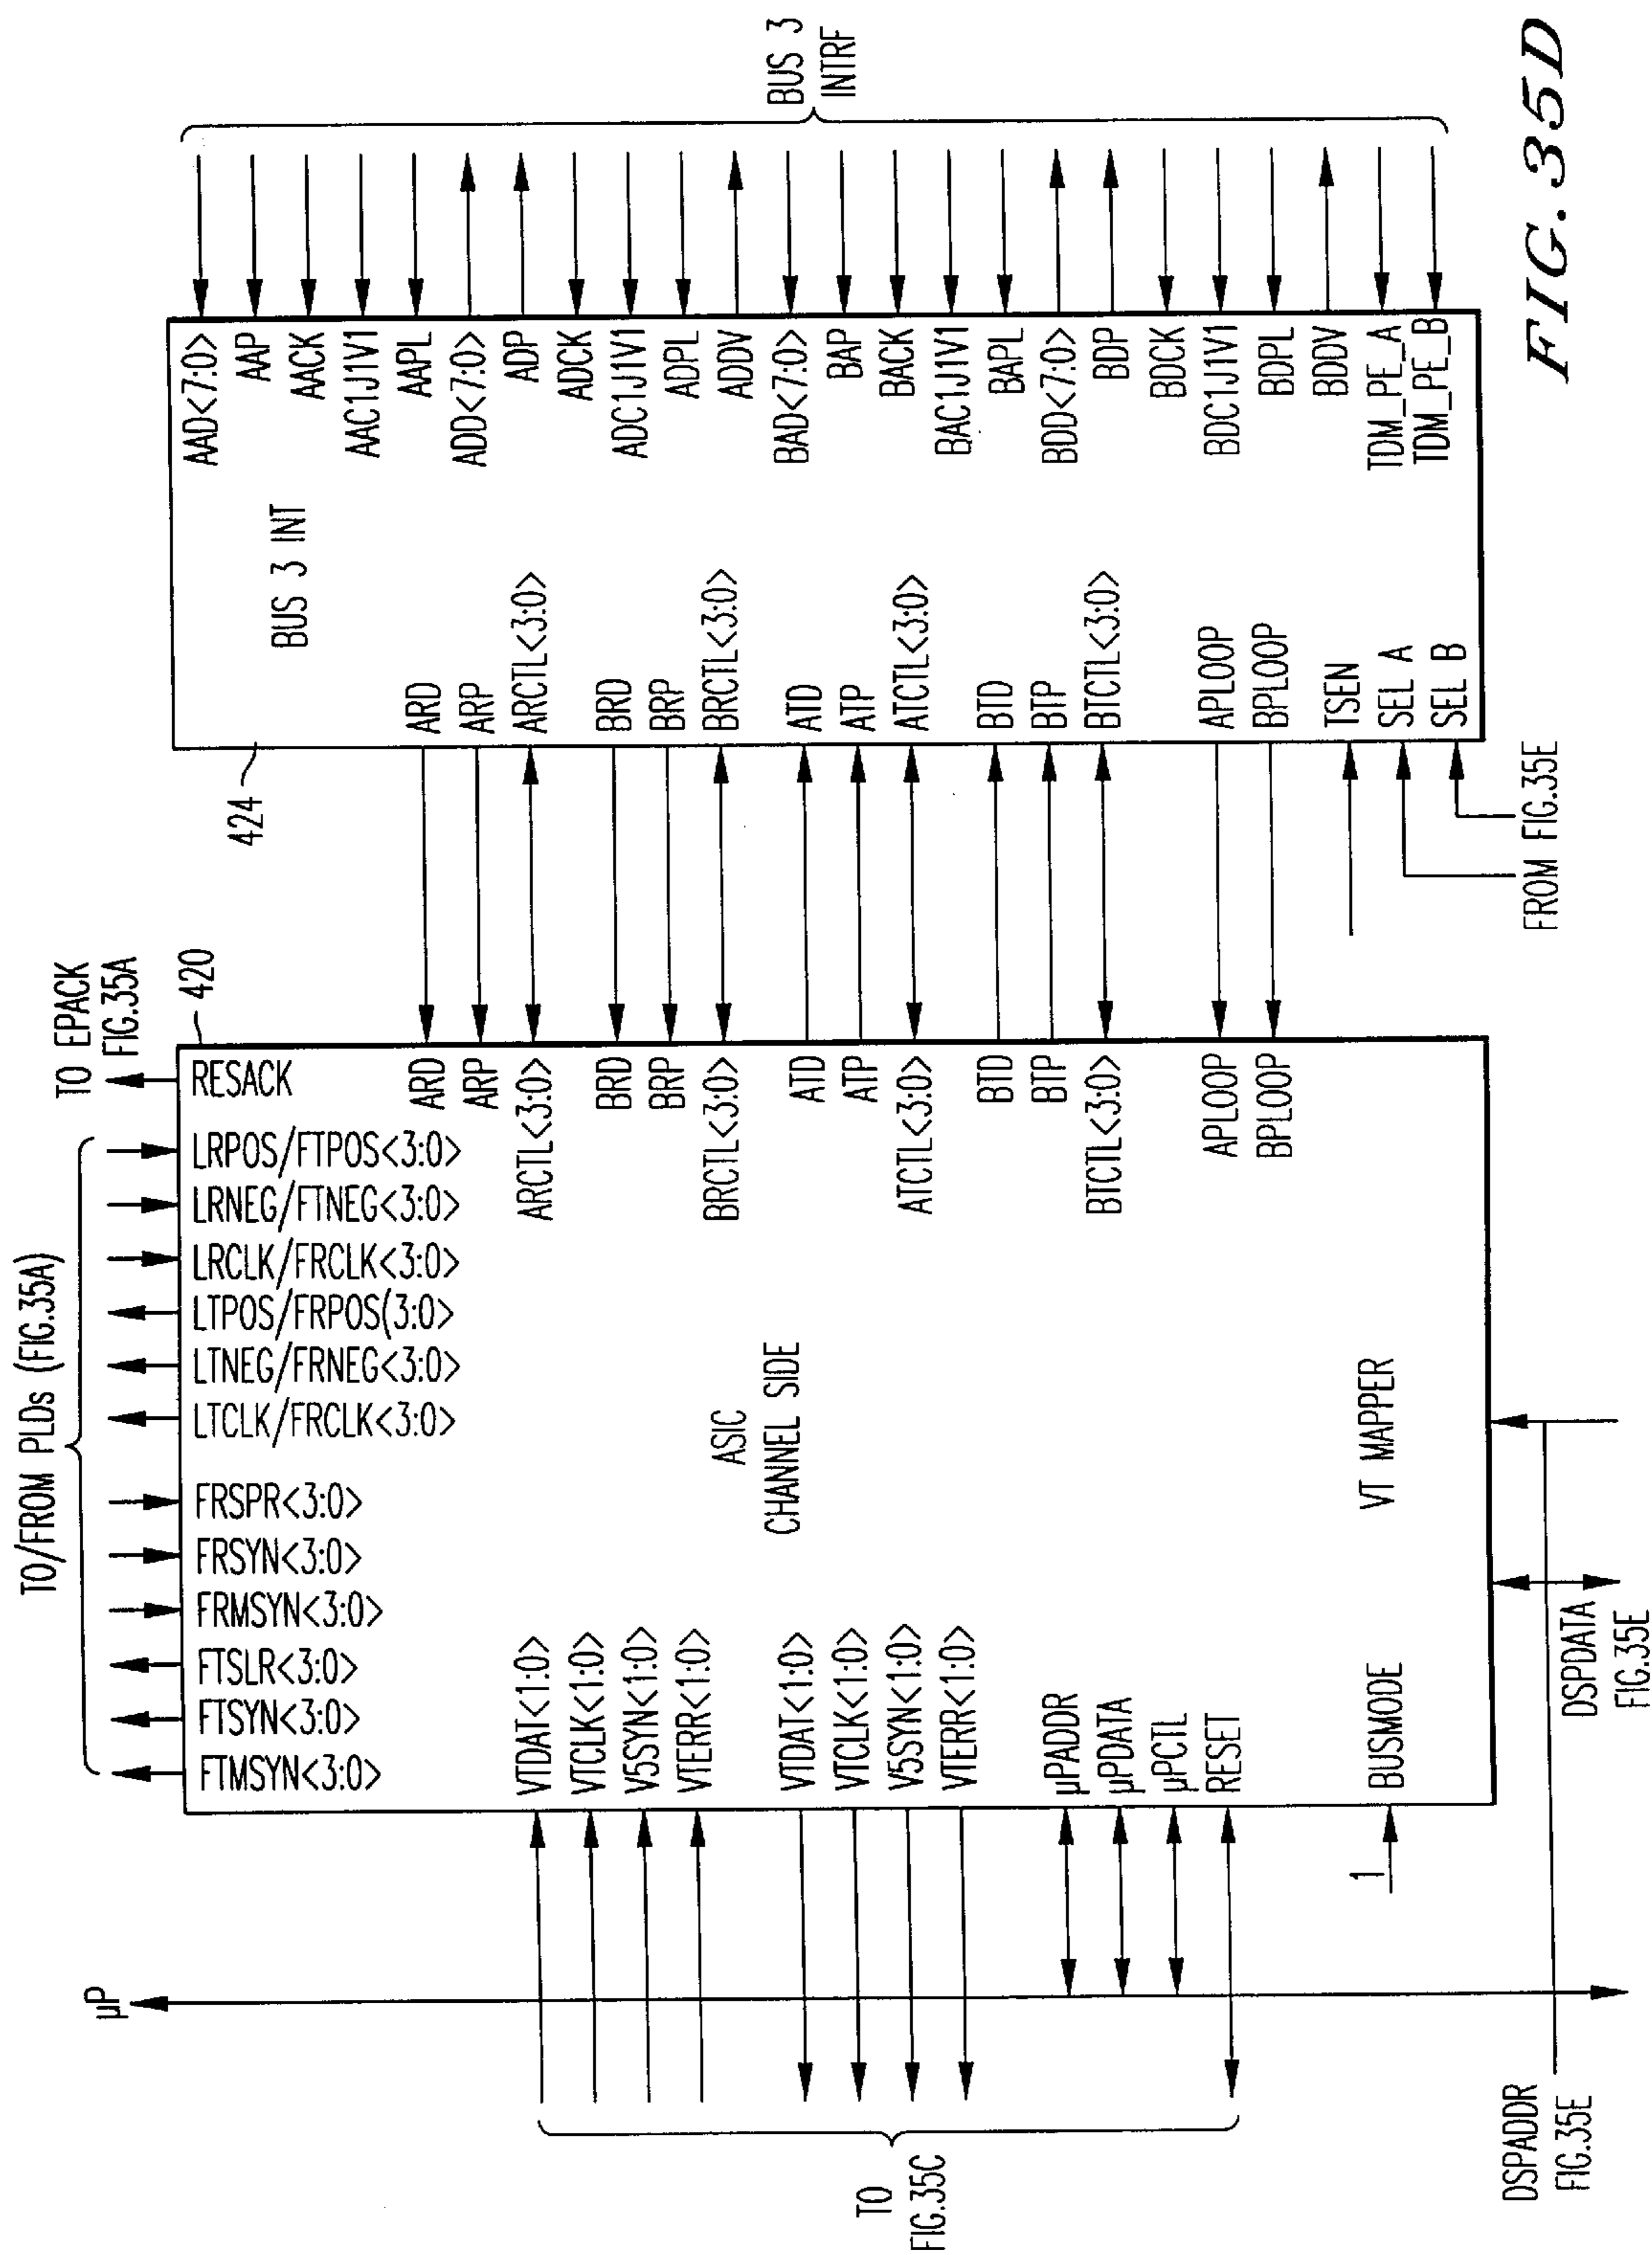 TO/FROM PLDs (FIG.35A)
TO EPACK
FIG.35A
420
RESACK
LRPOS/FTPOS<3:0>
LRNEG/FTNEG<3:0>
LRCLK/FRCLK<3:0>
LTPOS/FRPOS(3:0>
LTNEG/FRNEG<3:0>
LTCLK/FRCLK<3:0>
FRSPR<3:0>
FRSYN<3:0>
FRMSYN<3:0>
FTSLR<3:0>
FTSYN<3:0>
FTMSYN<3:0>
µP
VTDAT<1:0>
VTCLK<1:0>
V5SYN<1:0>
VTERR<1:0>
VTDAT<1:0>
VTCLK<1:0>
V5SYN<1:0>
VTERR<1:0>
µPADDR
µPDATA
µPCTL
RESET
BUSMODE
1
TO
FIG.35C
DSPADDR
FIG.35E
DSPDATA
FIG.35E
ASIC
CHANNEL SIDE
VT MAPPER
ARD
ARP
ARCTL<3:0>
BRD
BRP
BRCTL<3:0>
ATD
ATP
ATCTL<3:0>
BTD
BTP
BTCTL<3:0>
APLOOP
BPLOOP
424
BUS 3 INT
ARD
ARP
ARCTL<3:0>
BRD
BRP
BRCTL<3:0>
ATD
ATP
ATCTL<3:0>
BTD
BTP
BTCTL<3:0>
APLOOP
BPLOOP
TSEN
SEL A
SEL B
FROM FIG.35E
AAD<7:0>
AAP
AACK
AAC1J1V1
AAPL
ADD<7:0>
ADP
ADCK
ADC1J1V1
ADPL
ADDV
BAD<7:0>
BAP
BACK
BAC1J1V1
BAPL
BDD<7:0>
BDP
BDCK
BDC1J1V1
BDPL
BDDV
TDM_PE_A
TDM_PE_B
BUS 3
INTRF
FIG.35D